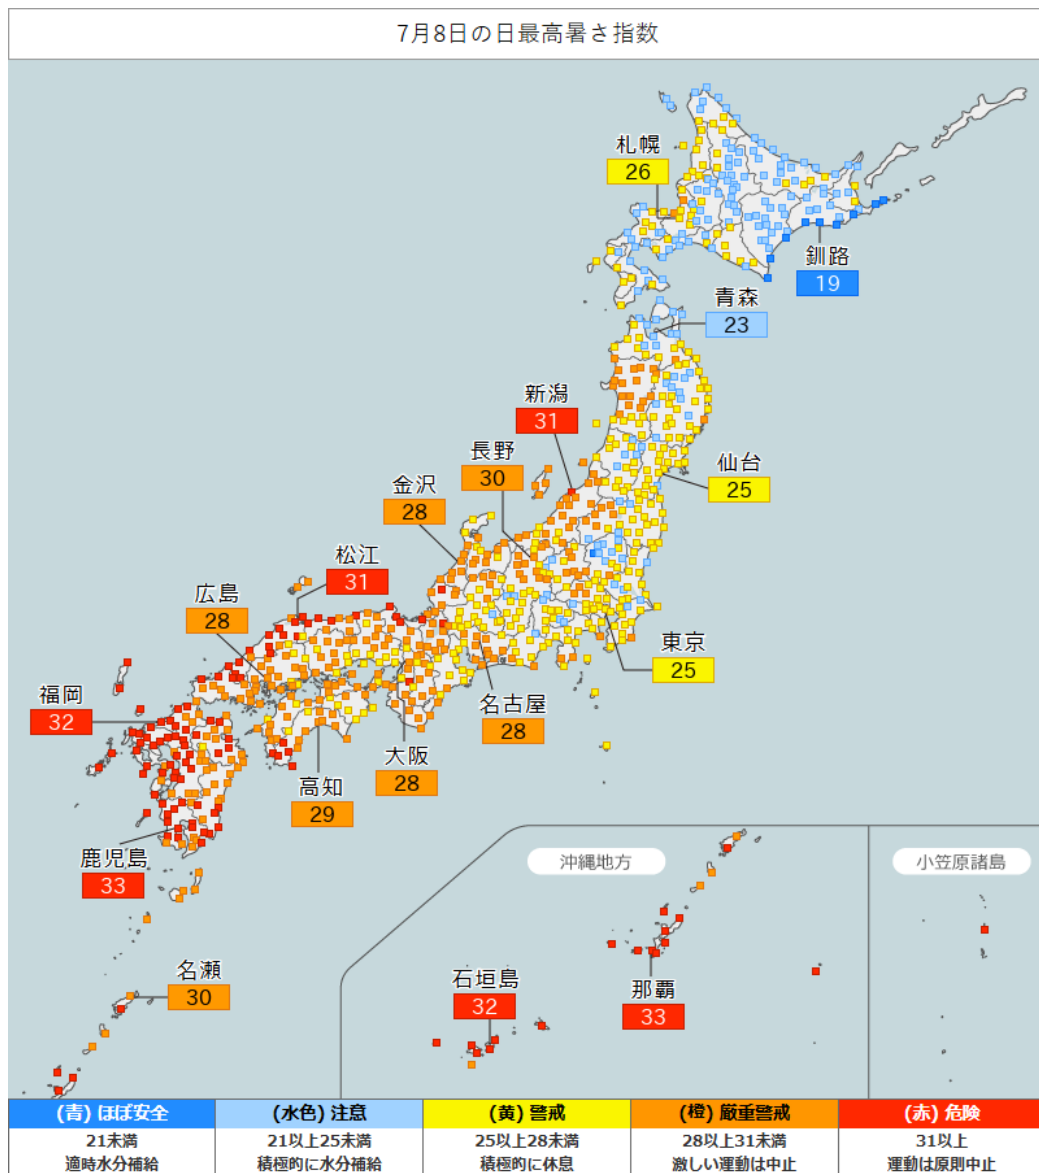 7月8日の日最高暑さ指数
札幌
26
釧路
19
青森
23
新潟
31
長野
30
仙台
25
金沢
28
松江
31
広島
28
東京
25
福岡
32
名古屋
28
大阪
28
高知
29
鹿児島
33
沖縄地方
小笠原諸島
名瀬
30
石垣島
32
那覇
33
(青) ほぼ安全
21未満
適時水分補給
(水色) 注意
21以上25未満
積極的に水分補給
(黄) 警戒
25以上28未満
積極的に休息
(橙) 厳重警戒
28以上31未満
激しい運動は中止
(赤) 危険
31以上
運動は原則中止